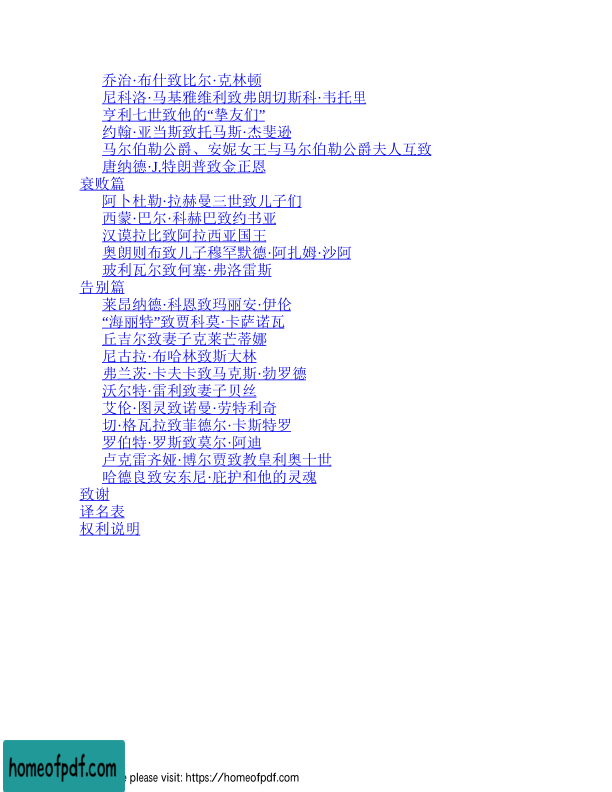 乔治·布什致比尔·克林顿
尼科洛·马基雅维利致弗朗切斯科·韦托里
亨利七世致他的“挚友们”
约翰·亚当斯致托马斯·杰斐逊
马尔伯勒公爵、安妮女王与马尔伯勒公爵夫人互致
唐纳德·J.特朗普致金正恩
衰败篇
阿卜杜勒·拉赫曼三世致儿子们
西蒙·巴尔·科赫巴致约书亚
汉谟拉比致阿拉西亚国王
奥朗则布致儿子穆罕默德·阿扎姆·沙阿
玻利瓦尔致何塞·弗洛雷斯
告别篇
莱昂纳德·科恩致玛丽安·伊伦
“海丽特”致贾科莫·卡萨诺瓦
丘吉尔致妻子克莱芒蒂娜
尼古拉·布哈林致斯大林
弗兰茨·卡夫卡致马克斯·勃罗德
沃尔特·雷利致妻子贝丝
艾伦·图灵致诺曼·劳特利奇
切·格瓦拉致菲德尔·卡斯特罗
罗伯特·罗斯致莫尔·阿迪
卢克雷齐娅·博尔贾致教皇利奥十世
哈德良致安东尼·庇护和他的灵魂
致谢
译名表
权利说明
homeofpdf.com
e please visit: https://homeofpdf.com